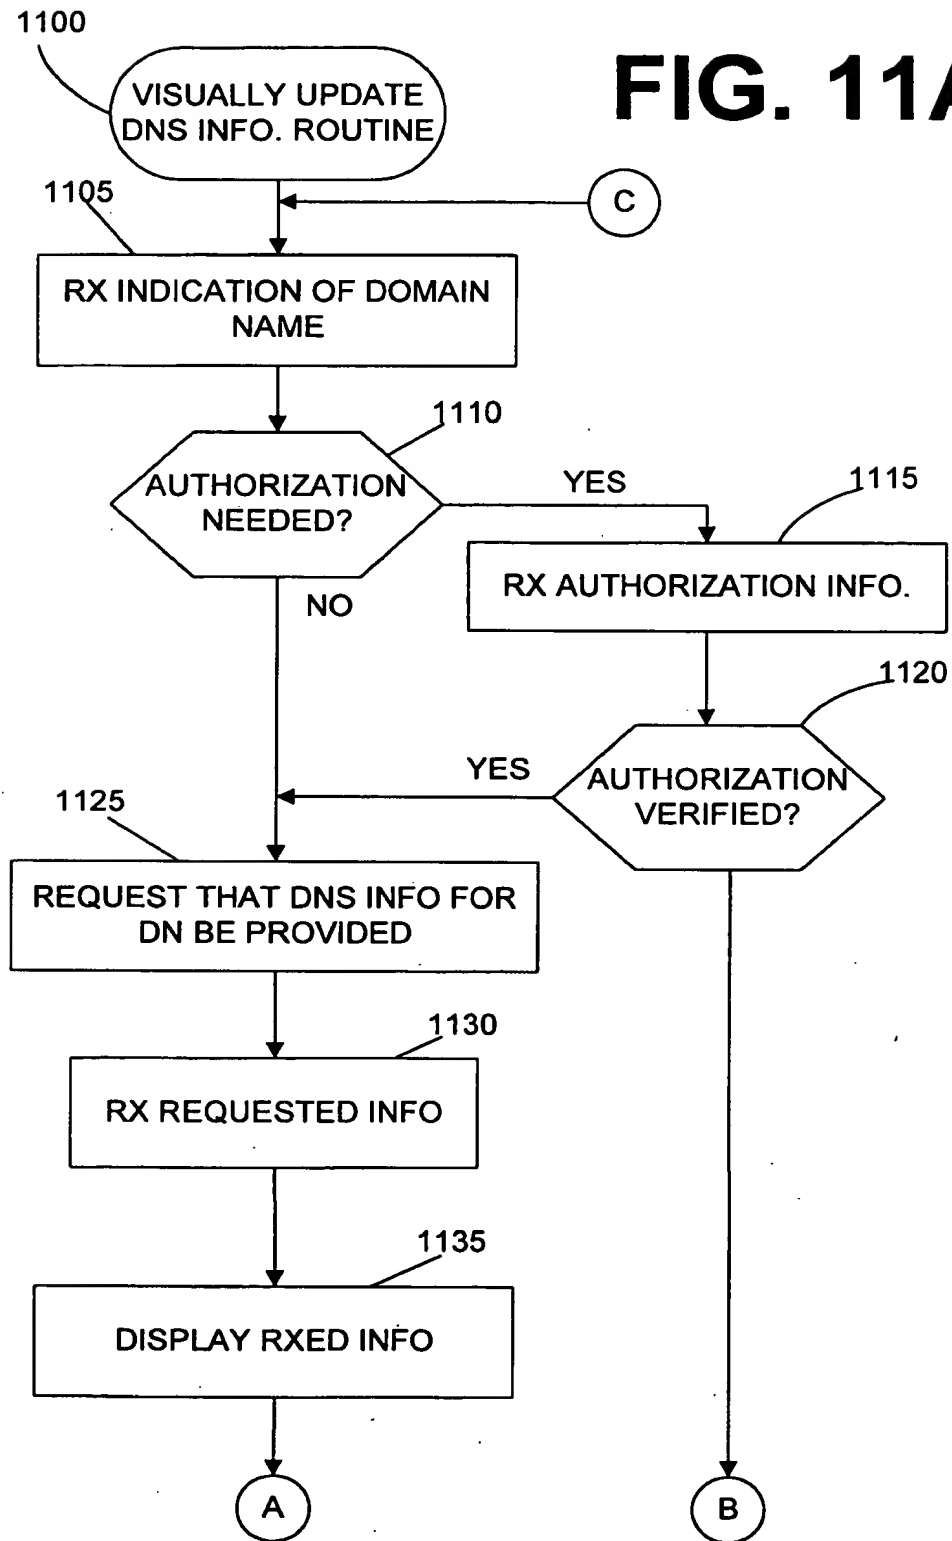 1100
FIG. 11A
VISUALLY UPDATE
DNS INFO. ROUTINE
C
1105
RX INDICATION OF DOMAIN
NAME
1110
AUTHORIZATION
NEEDED?
YES
1115
RX AUTHORIZATION INFO.
NO
1120
AUTHORIZATION
VERIFIED?
YES
1125
REQUEST THAT DNS INFO FOR
DN BE PROVIDED
1130
RX REQUESTED INFO
1135
DISPLAY RXED INFO
A
B